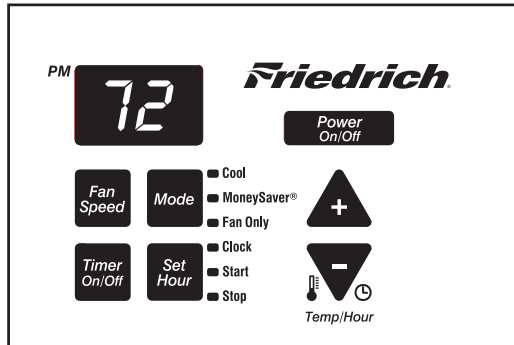 PM
72
Friedrich.
Power
On/Off
Fan
Speed
Mode
Cool
MoneySaver®
Fan Only
+
Timer
On/Off
Set
Hour
Clock
Start
Stop
-
Temp/Hour